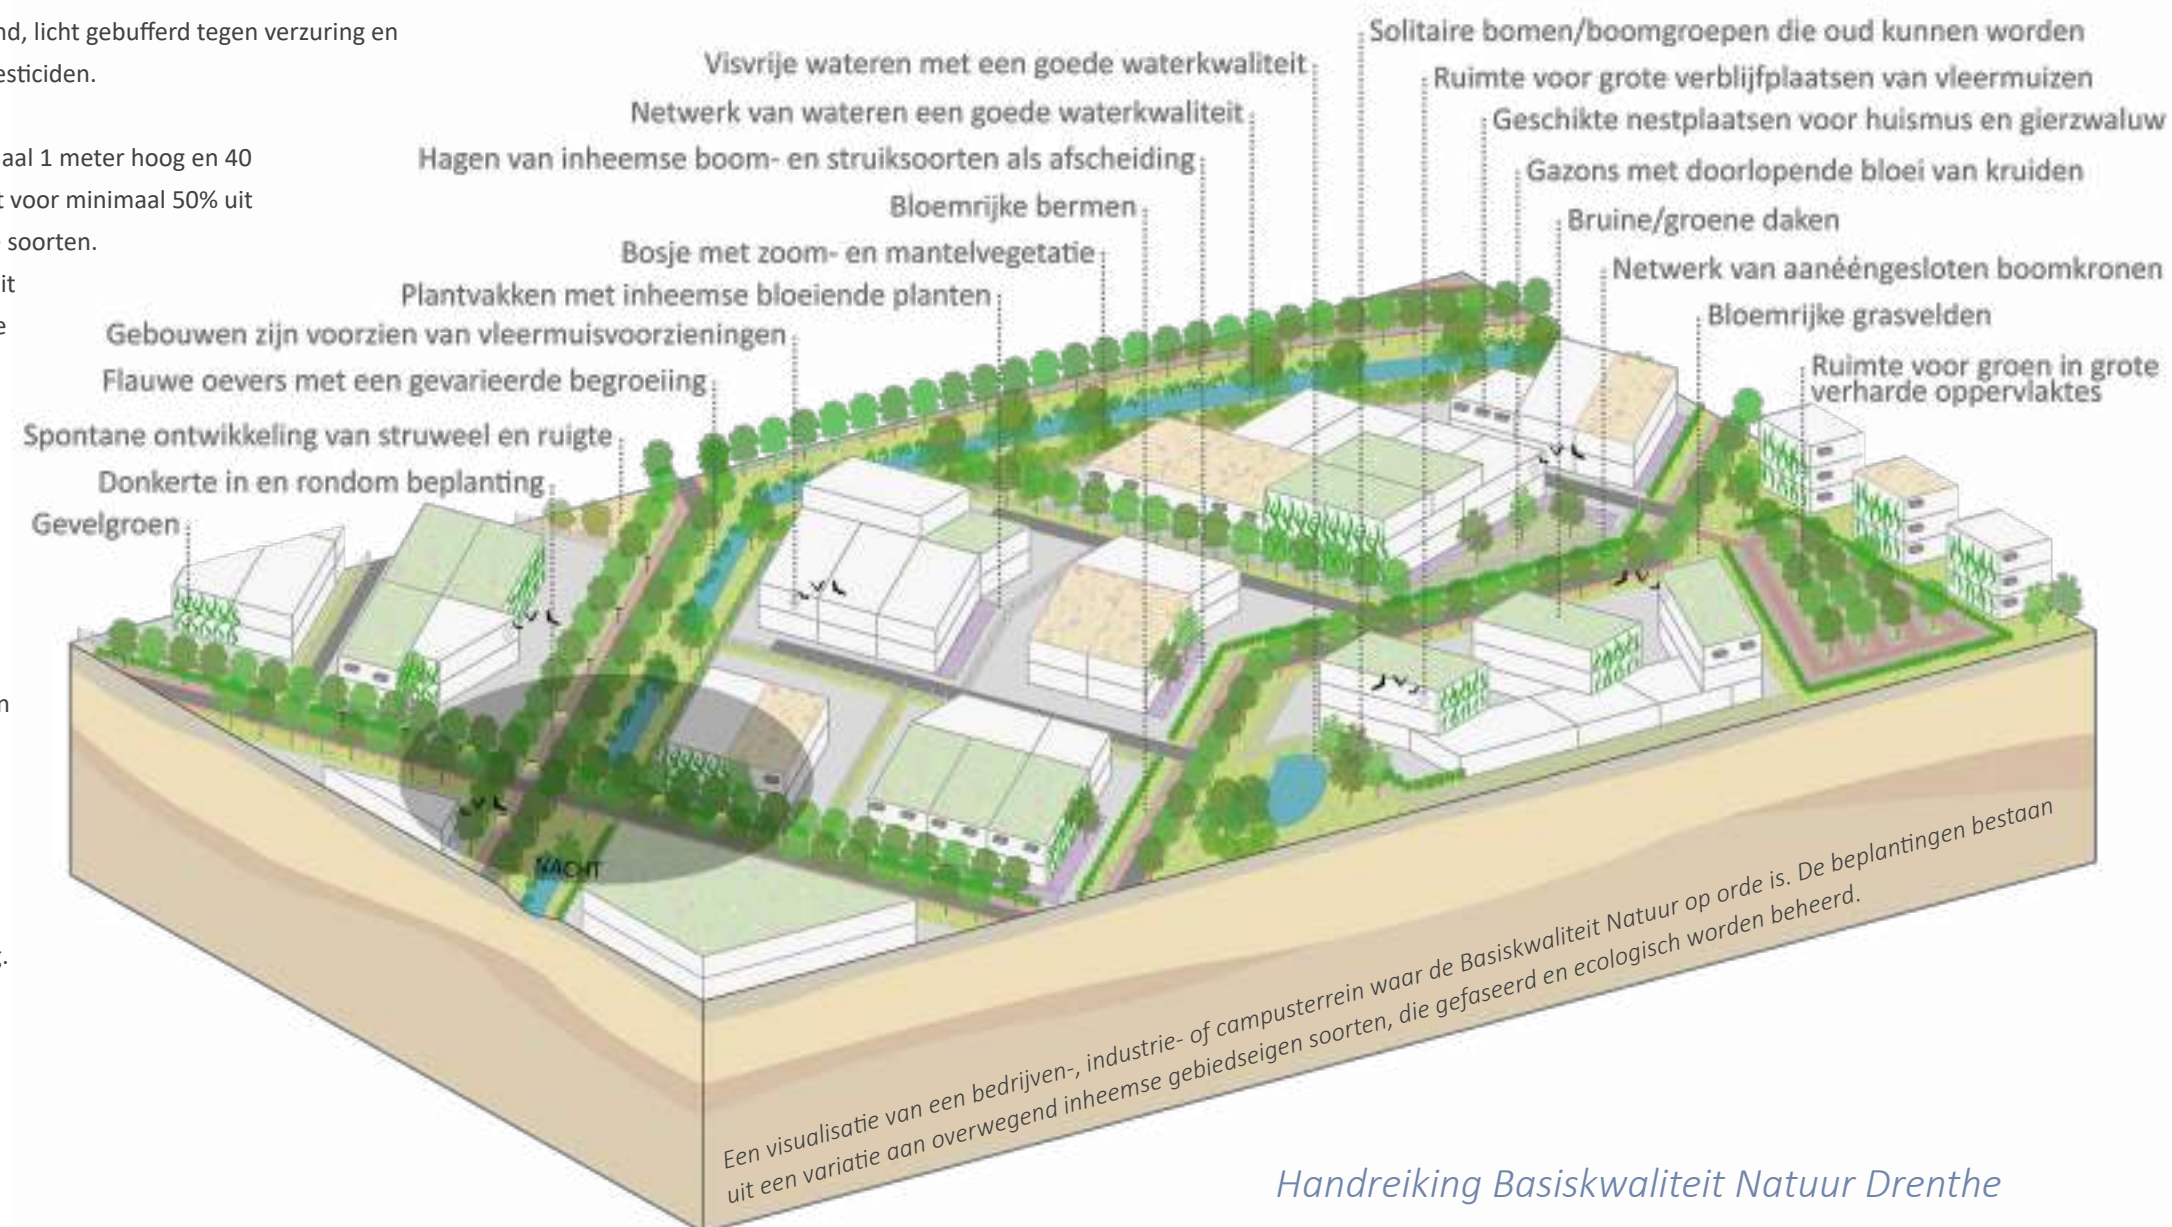 nd, licht gebufferd tegen verzuring en
esticiden.
aal 1 meter hoog en 40
t voor minimaal 50% uit
soorten.
it
e
n
g.
Solitaire bomen/boomgroepen die oud kunnen worden
Visvrije wateren met een goede waterkwaliteit
Ruimte voor grote verblijfplaatsen van vleermuizen
Netwerk van wateren een goede waterkwaliteit
Geschikte nestplaatsen voor huismus en gierzwaluw
Hagen van inheemse boom- en struiksoorten als afscheiding
Gazons met doorlopende bloei van kruiden
Bloemrijke bermen
Bruine/groene daken
Bosje met zoom- en mantelvegetatie
Netwerk van aanééngesloten boomkronen
Plantvakken met inheemse bloeiende planten
Bloemrijke grasvelden
Gebouwen zijn voorzien van vleermuisvoorzieningen
Ruimte voor groen in grote
verharde oppervlaktes
Flauwe oevers met een gevarieerde begroeiing
Spontane ontwikkeling van struweel en ruigte
Donkerte in en rondom beplanting
Gevelgroen
NACHT
Een visualisatie van een bedrijven-, industrie- of campusterrein waar de Basiskwaliteit Natuur op orde is. De beplantingen bestaan
uit een variatie aan overwegend inheemse gebiedseigen soorten, die gefaseerd en ecologisch worden beheerd.
Handreiking Basiskwaliteit Natuur Drenthe